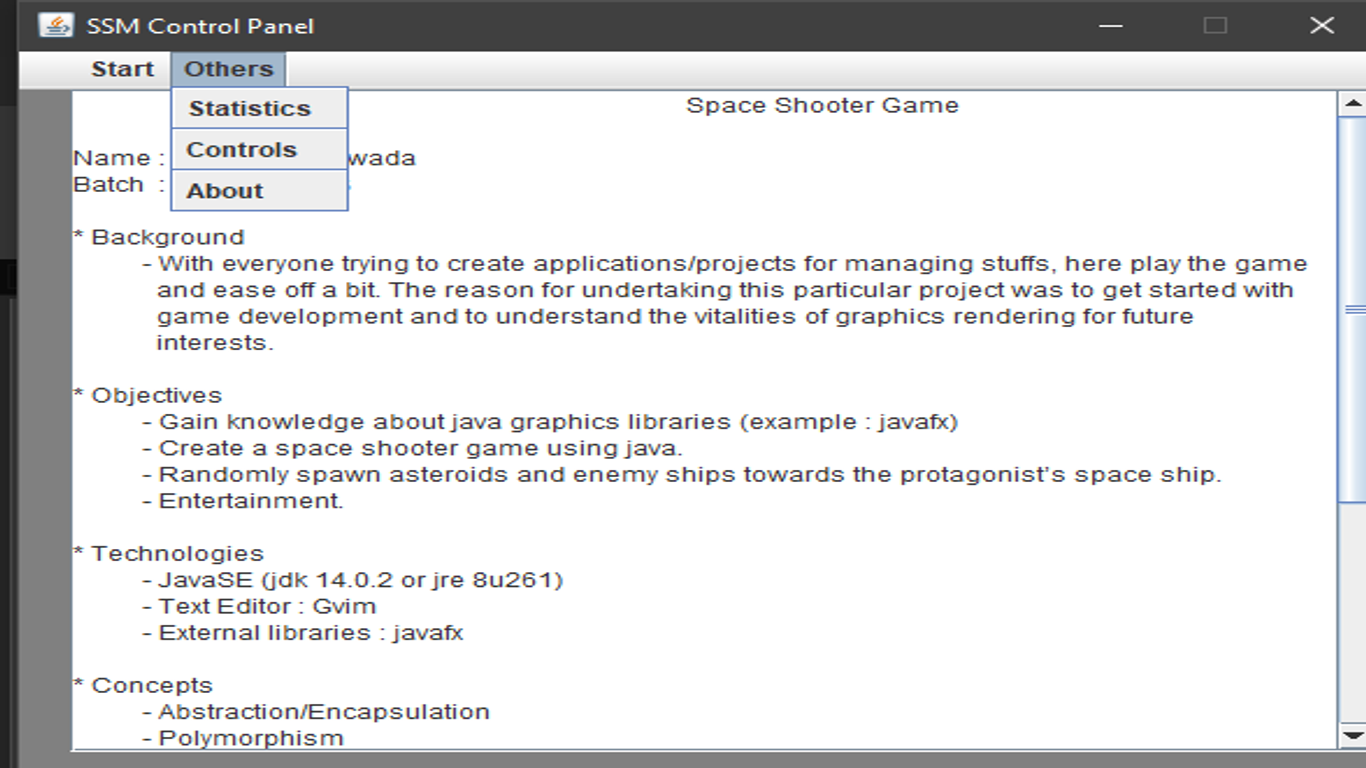 SSM Control Panel
Start Others
Statistics
Controls
About
Space Shooter Game
Name : wada
Batch :
* Background
- With everyone trying to create applications/projects for managing stuffs, here play the game
and ease off a bit. The reason for undertaking this particular project was to get started with
game development and to understand the vitalities of graphics rendering for future
interests.
* Objectives
- Gain knowledge about java graphics libraries (example : javafx)
- Create a space shooter game using java.
- Randomly spawn asteroids and enemy ships towards the protagonist's space ship.
- Entertainment.
* Technologies
- JavaSE (jdk 14.0.2 or jre 8u261)
- Text Editor : Gvim
- External libraries : javafx
* Concepts
- Abstraction/Encapsulation
- Polymorphism